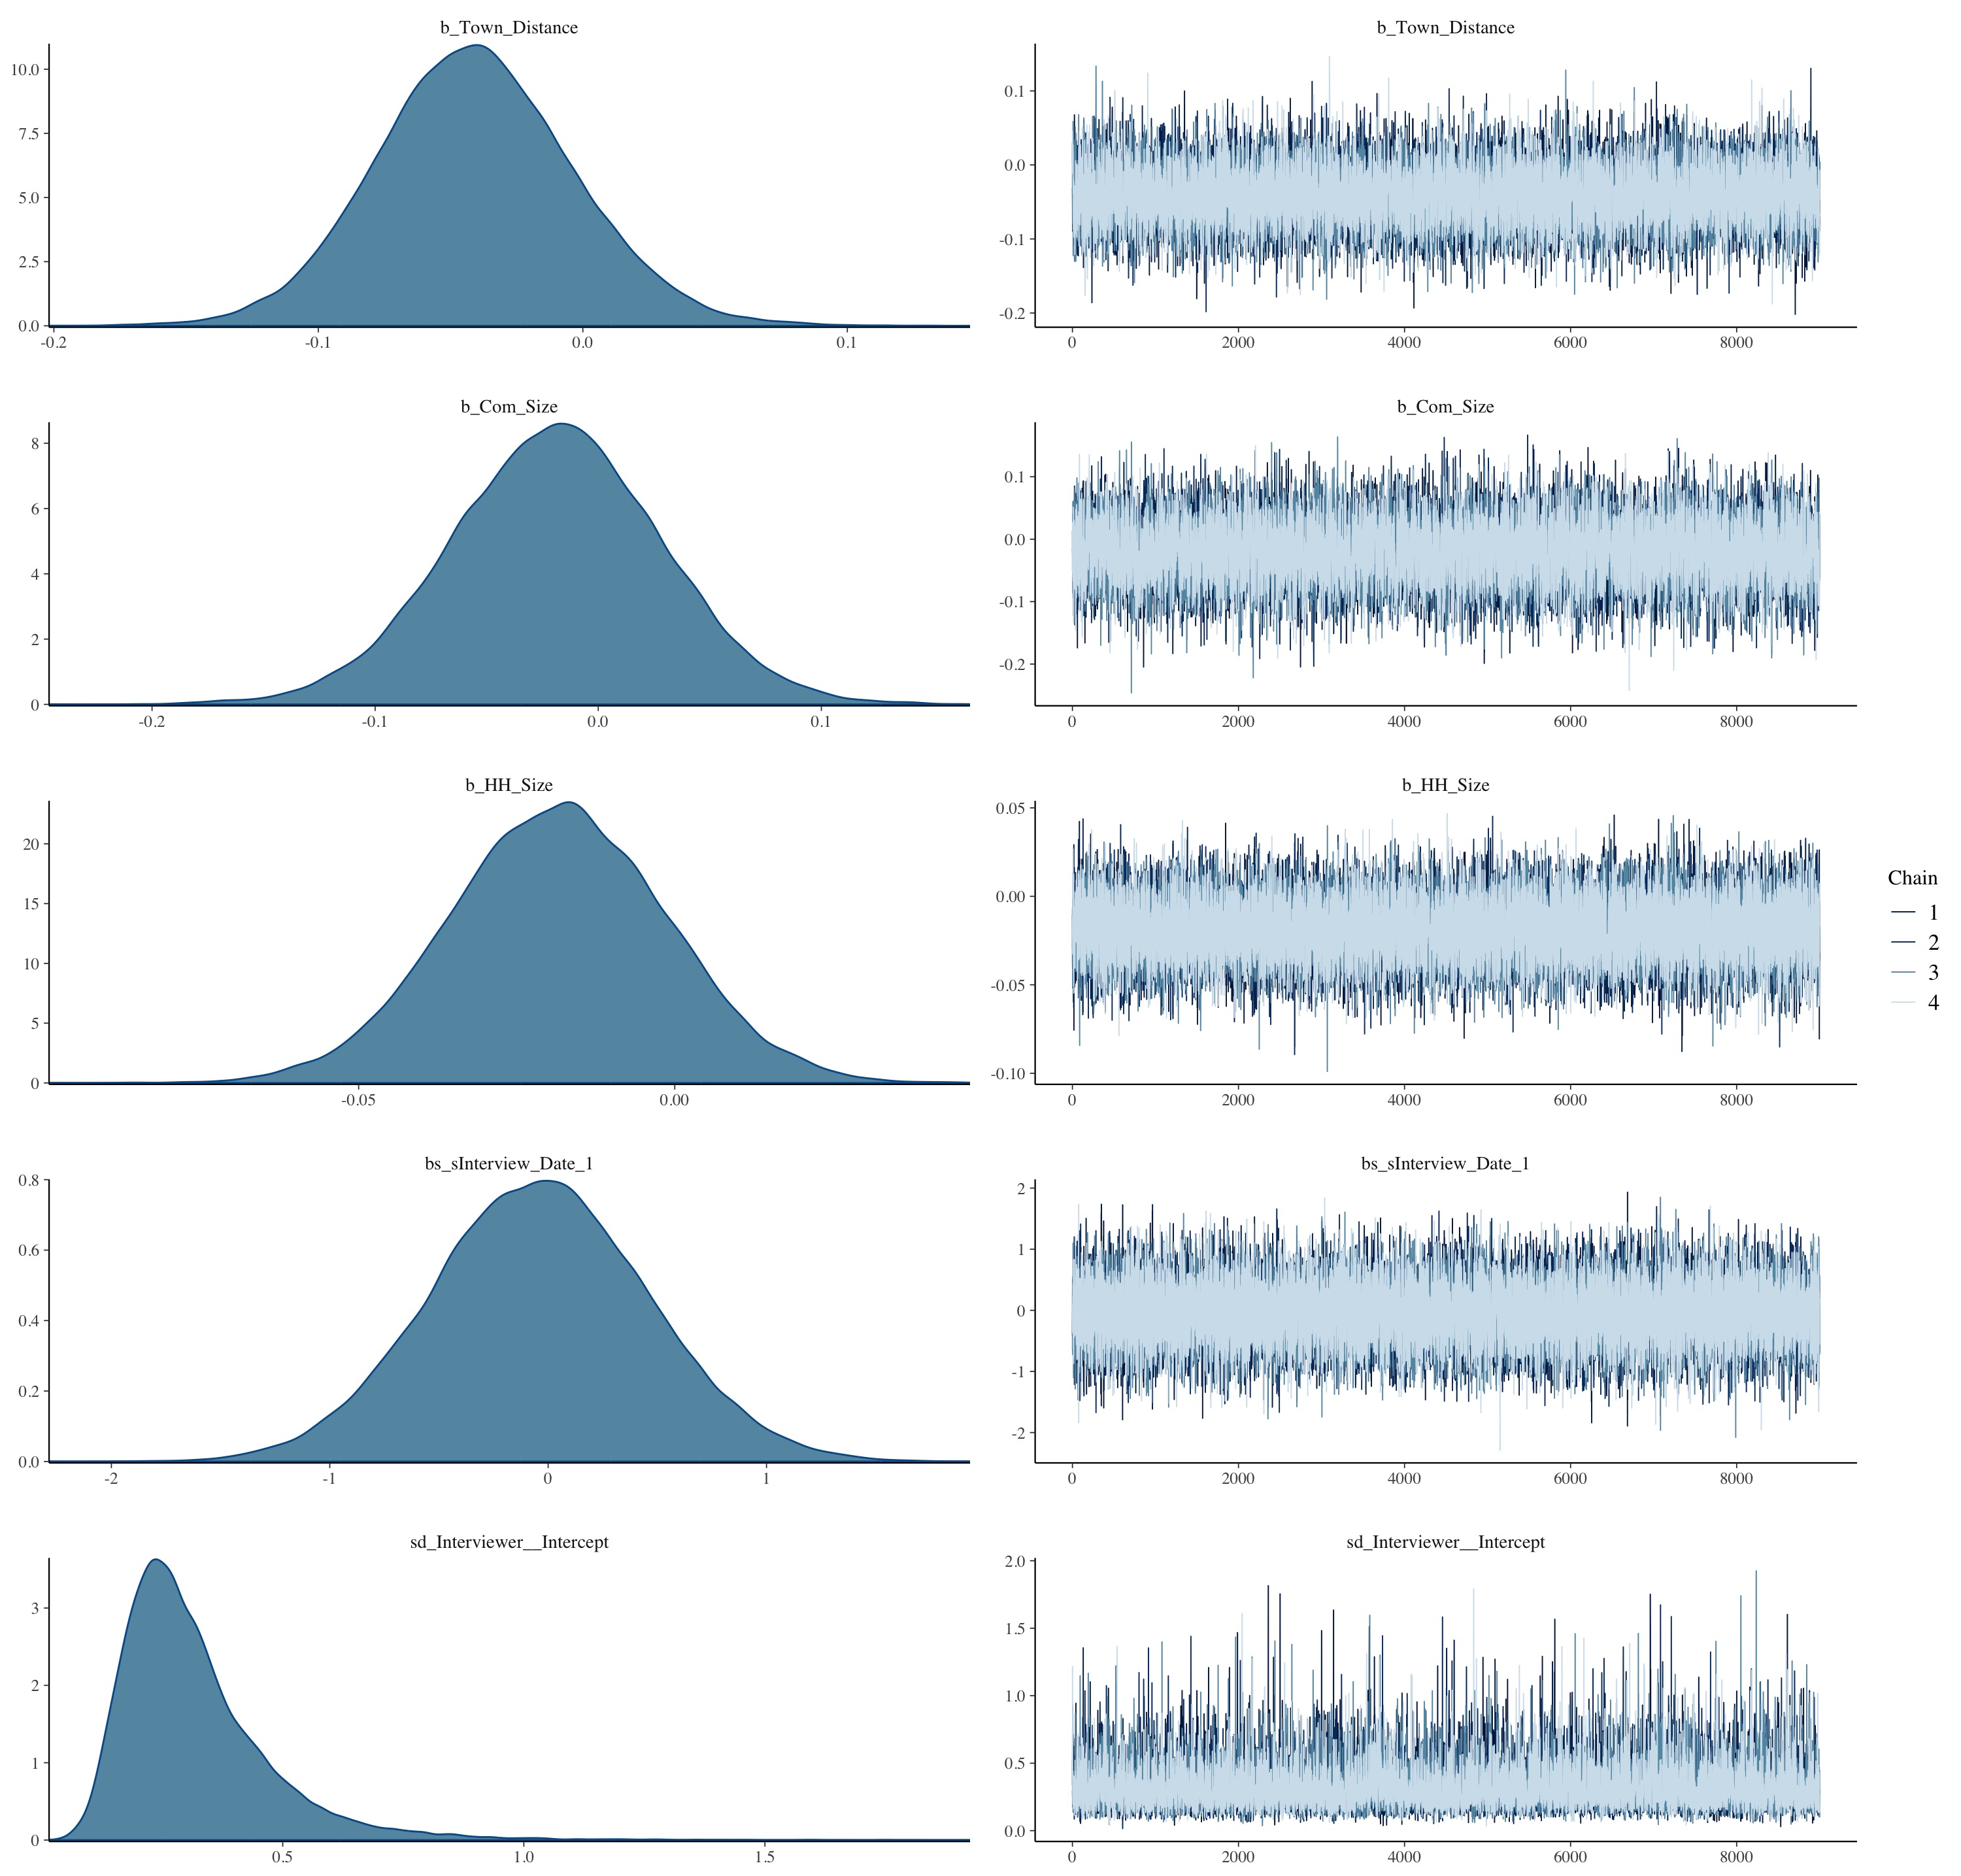 b_Town_Distance
10.0
7.5
5.0
2.5
0.0
-0.2 -0.1 0.0 0.1
b_Town_Distance
0.1
0.0
-0.1
-0.2
0 2000 4000 6000 8000
b_Com_Size
8
6
4
2
0
-0.2 -0.1 0.0 0.1
b_Com_Size
0.1
0.0
-0.1
-0.2
0 2000 4000 6000 8000
b_HH_Size
20
15
10
5
0
-0.05 0.00
b_HH_Size
0.05
0.00
-0.05
-0.10
0 2000 4000 6000 8000
Chain
1
2
3
4
bs_sInterview_Date_1
0.8
0.6
0.4
0.2
0.0
-2 -1 0 1
bs_sInterview_Date_1
2
1
0
-1
-2
0 2000 4000 6000 8000
sd_Interviewer__Intercept
3
2
1
0
0.5 1.0 1.5
sd_Interviewer__Intercept
2.0
1.5
1.0
0.5
0.0
0 2000 4000 6000 8000